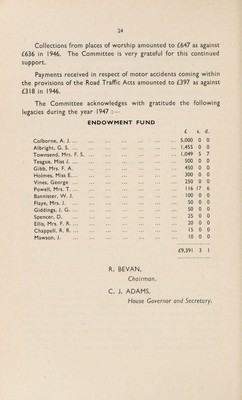 24
Collections from places of worship amounted to £647 as against
£636 in 1946. The Committee is very grateful for this continued
support.
Payments received in respect of motor accidents coming within
the provisions of the Road Traffic Acts amounted to £397 as against
£318 in 1946.
The Committee acknowledges with gratitude the following
legacies during the year 1947 :—
ENDOWMENT FUND
£ s. d.
Colborne, A. J. ... ... ... ... ... ... 5,000 0 0
Albright, G. S. ... ... ... ... ... ... 1,455 0 0
Townsend, Mrs. F. S. ... ... ... ... ... 1,049 5 7
Teague, Miss J. ... ... ... ... ... ... 500 0 0
Gibb, Mrs. F. A. ... ... ... ... ... 450 0 0
Holmes, Miss E. ... ... ... ... ... ... 300 0 0
Vines, George ... ... ... ... ... ... 250 0 0
Powell, Mrs. T. ... ... ... ... ... ... 116 17 6
Bannister, W. J. ... ... ... ... ... 100 0 0
Flaye, Mrs. J. ... ... ... ... ... ... 50 0 0
Giddings, J. G. ... ... ... ... ... ... 50 0 0
Spencer, D. ... ... ... ... ... ... 25 0 0
Ellis, Mrs. F. R. ... ... ... ... ... ... 20 0 0
Chappell, R. R. ... ... ... ... ... ... 15 0 0
Mawson, J. ... ... ... ... ... ... 10 0 0
£9,391 3 1
R. BEVAN,
Chairman.
C. J. ADAMS,
House Governor and Secretary.